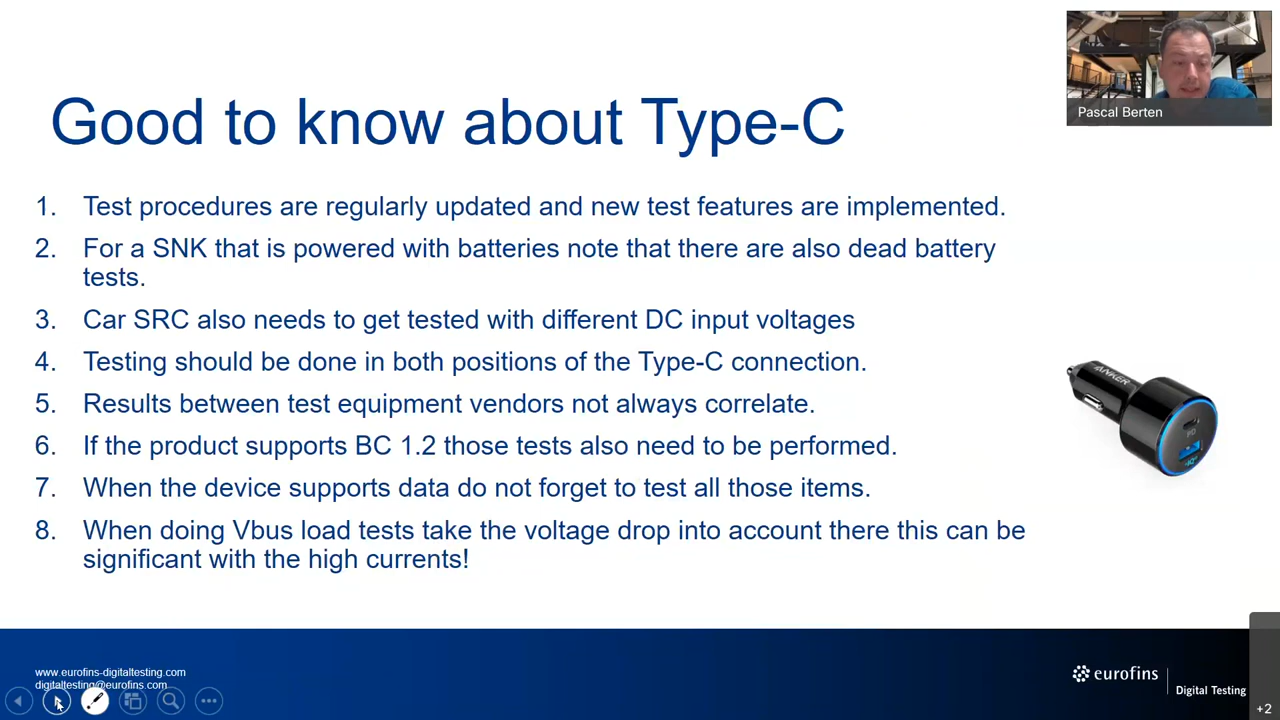 Pascal Berten
Good to know about Type-C
1. Test procedures are regularly updated and new test features are implemented.
2. For a SNK that is powered with batteries note that there are also dead battery
tests.
3. Car SRC also needs to get tested with different DC input voltages
4. Testing should be done in both positions of the Type-C connection.
5. Results between test equipment vendors not always correlate.
6. If the product supports BC 1.2 those tests also need to be performed.
7. When the device supports data do not forget to test all those items.
8. When doing Vbus load tests take the voltage drop into account there this can be
significant with the high currents!
ANKER
PD
www.eurofins-digitaltesting.com
digitaltesting@eurofins.com
eurofins
Digital Testing
+2